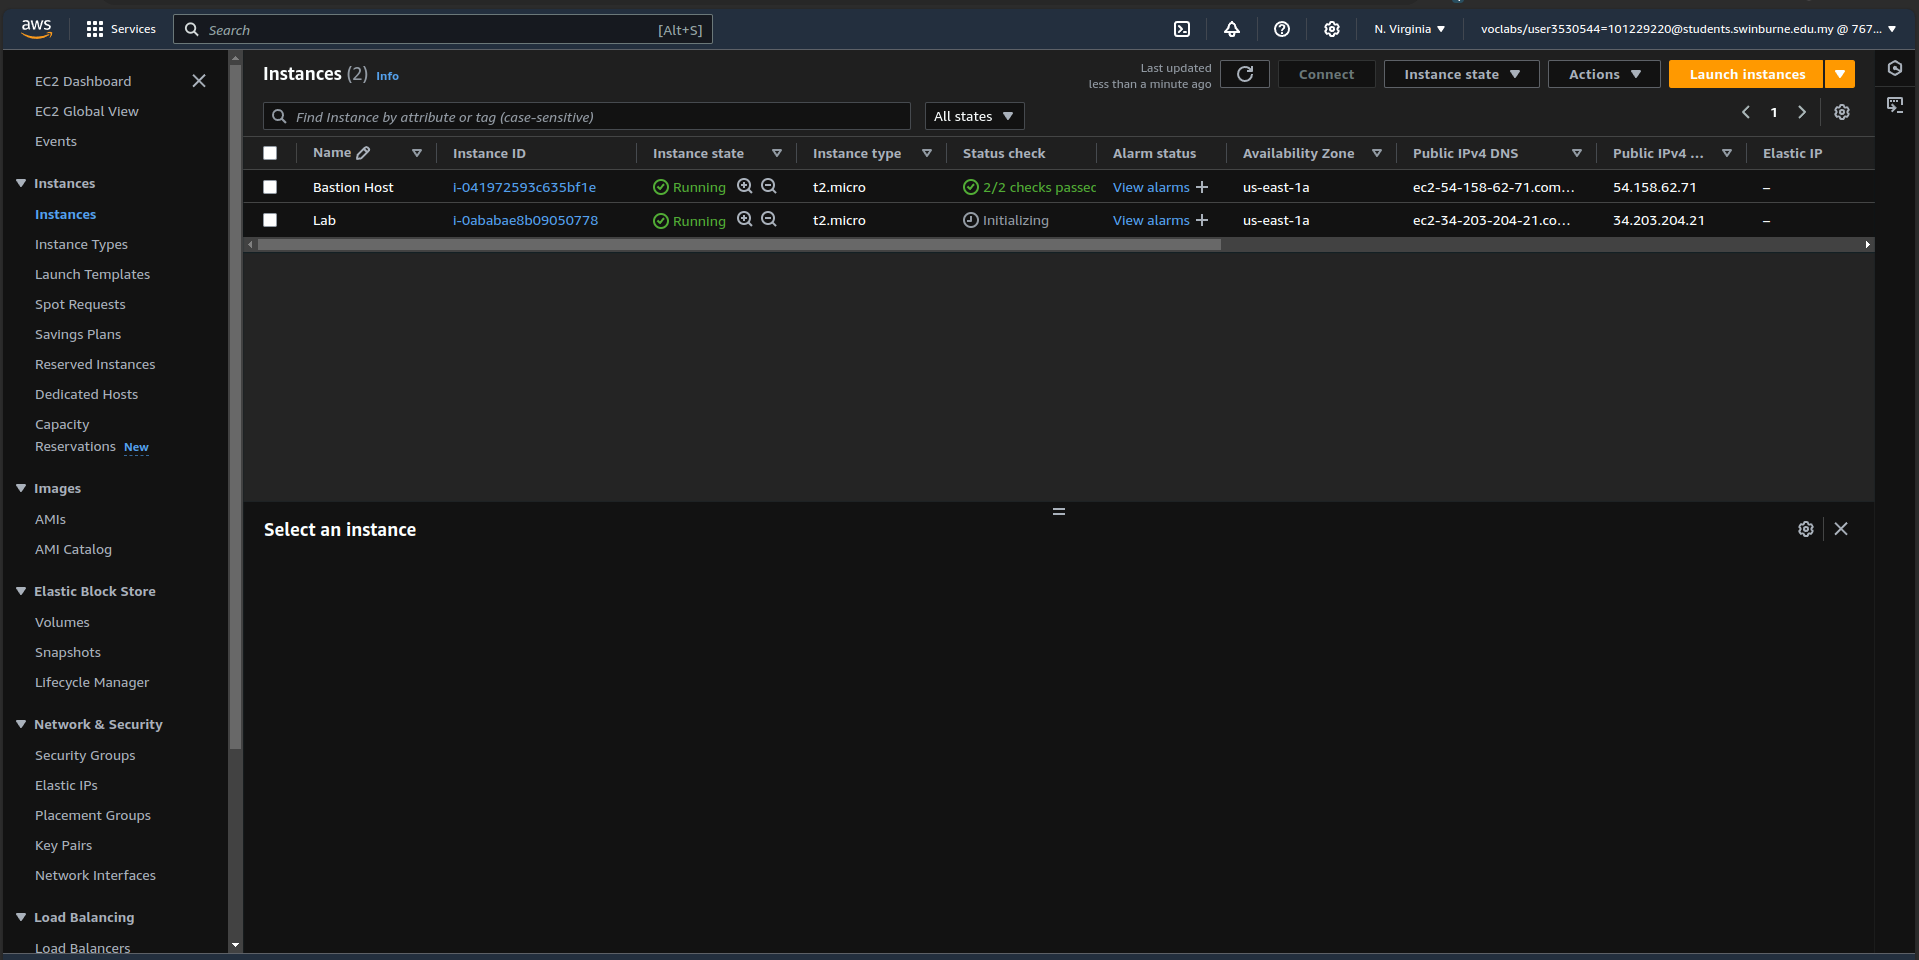 aws
Services
Search
[Alt+S]
N. Virginia
voclabs/user3530544=101229220@students.swinburne.edu.my @ 767...
EC2 Dashboard
EC2 Global View
Events
Instances
Instances
Instance Types
Launch Templates
Spot Requests
Savings Plans
Reserved Instances
Dedicated Hosts
Capacity
Reservations New
Images
AMIs
AMI Catalog
Elastic Block Store
Volumes
Snapshots
Lifecycle Manager
Network & Security
Security Groups
Elastic IPs
Placement Groups
Key Pairs
Network Interfaces
Load Balancing
Load Balancers
Instances (2) Info
Last updated
less than a minute ago
Connect
Instance state
Actions
Launch instances
Find Instance by attribute or tag (case-sensitive)
All states
1
Name Instance ID Instance state Instance type Status check Alarm status Availability Zone Public IPv4 DNS Public IPv4 ... Elastic IP
Bastion Host i-041972593c635bf1e Running t2.micro 2/2 checks passec View alarms + us-east-1a ec2-54-158-62-71.com... 54.158.62.71 –
Lab i-0ababae8b09050778 Running t2.micro Initializing View alarms + us-east-1a ec2-34-203-204-21.co... 34.203.204.21 –
Select an instance